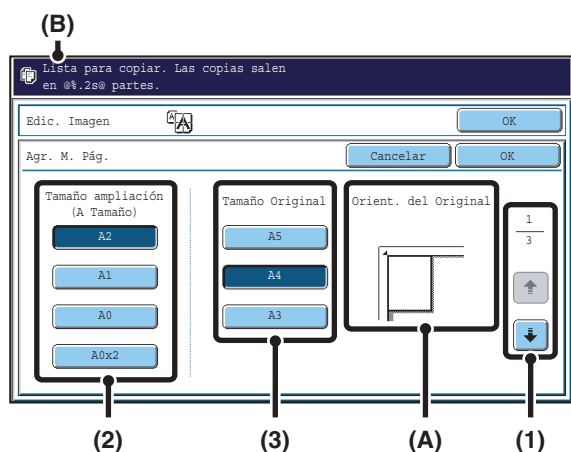 (B)
Lista para copiar. Las copias salen
en @%.2s@ partes.
Edic. Imagen
OK
Agr. M. Pág.
Cancelar
OK
Tamaño ampliación
(A Tamaño)
A2
A1
A0
A0x2
Tamaño Original
A5
A4
A3
Orient. del Original
1
3
(2)
(3)
(A)
(1)